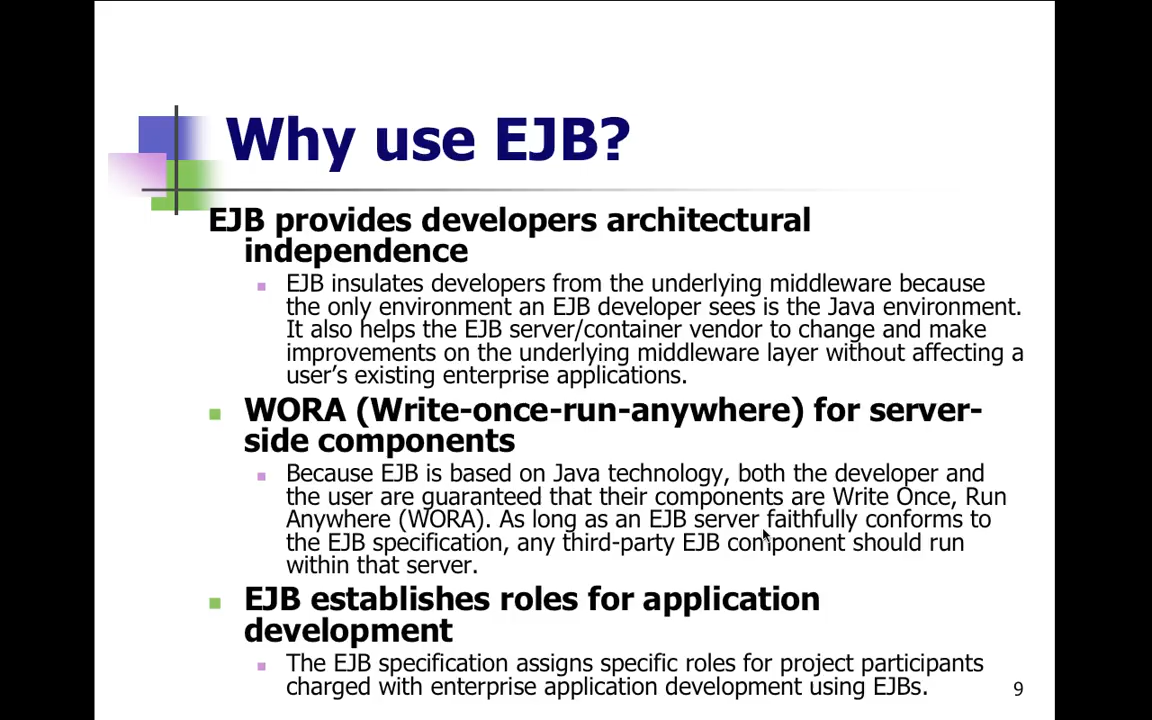 Why use EJB?
EJB provides developers architectural
independence
EJB insulates developers from the underlying middleware because
the only environment an EJB developer sees is the Java environment.
It also helps the EJB server/container vendor to change and make
improvements on the underlying middleware layer without affecting a
user’s existing enterprise applications.
WORA (Write-once-run-anywhere) for server-
side components
Because EJB is based on Java technology, both the developer and
the user are guaranteed that their components are Write Once, Run
Anywhere (WORA). As long as an EJB server faithfully conforms to
the EJB specification, any third-party EJB component should run
within that server.
EJB establishes roles for application
development
The EJB specification assigns specific roles for project participants
charged with enterprise application development using EJBs.
9